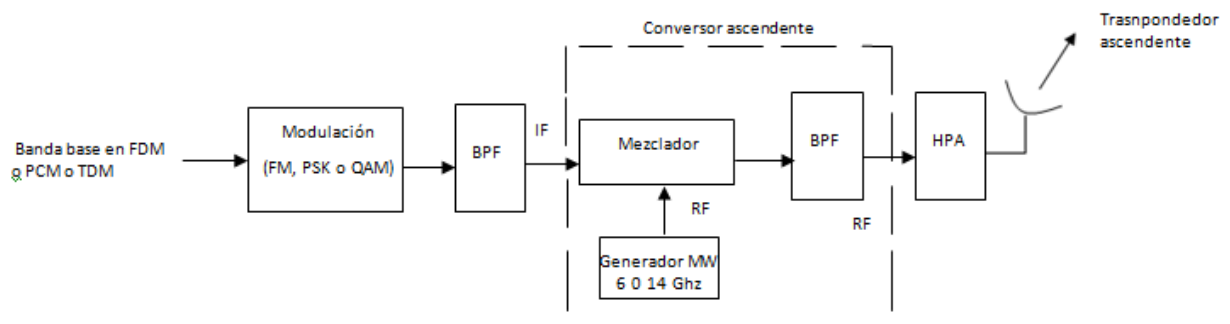 Conversor ascendente
Trasnpondedor
ascendente
Banda base en FDM
o PCM o TDM
Modulación
(FM, PSK o QAM)
BPF
IF
Mezclador
BPF
HPA
RF
RF
Generador MW
6 0 14 Ghz